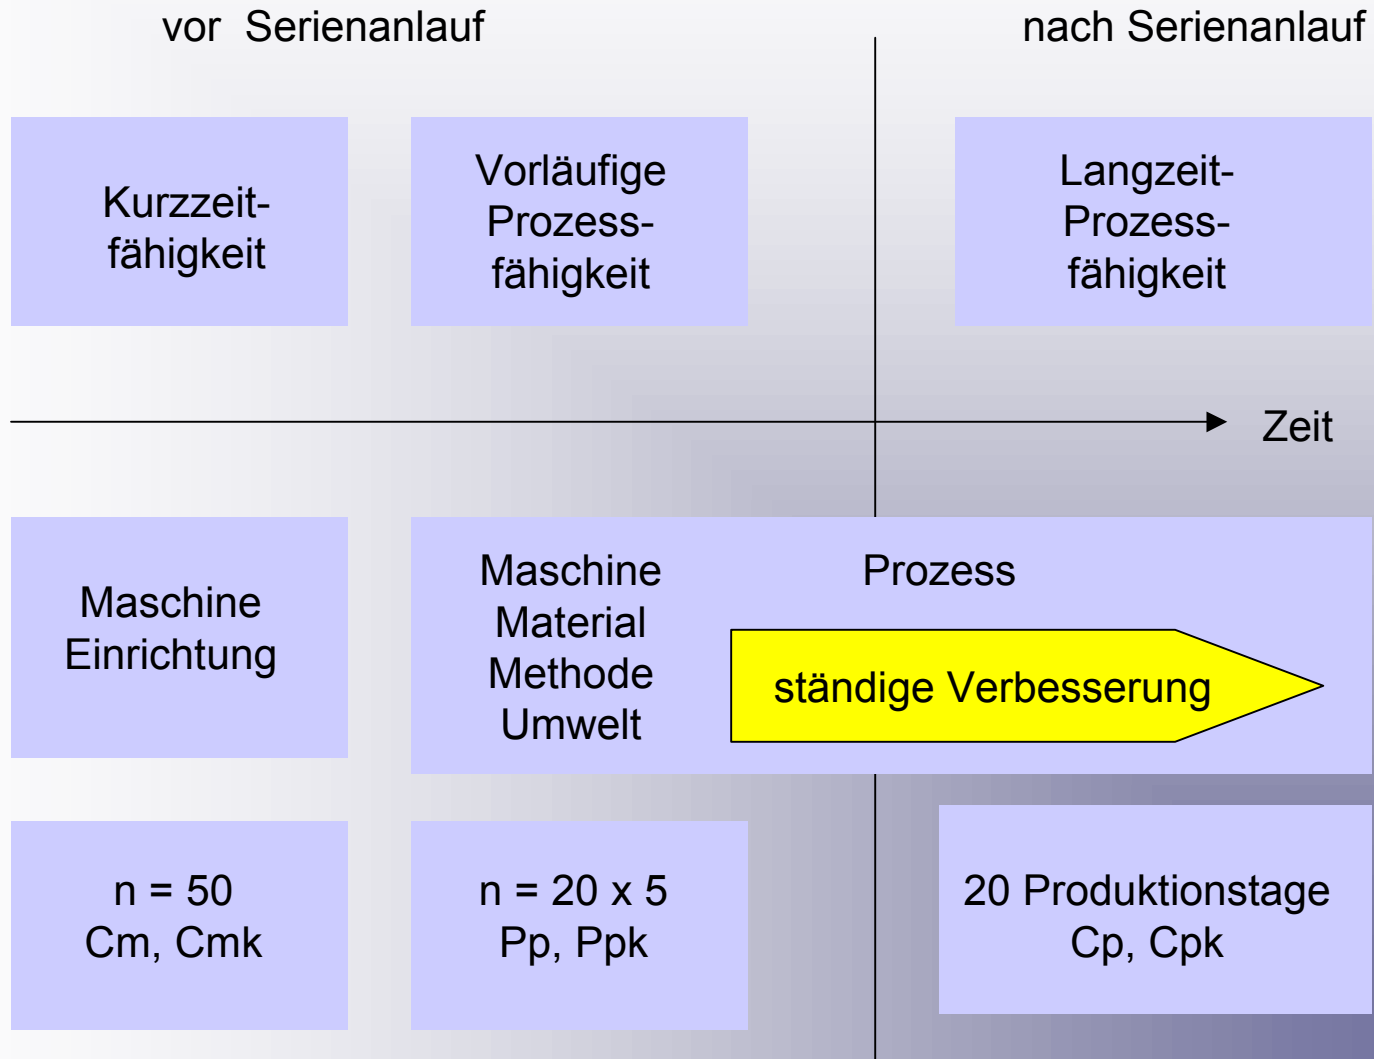 vor Serienanlauf
nach Serienanlauf
Kurzzeit-
fähigkeit
Vorläufige
Prozess-
fähigkeit
Langzeit-
Prozess-
fähigkeit
Zeit
Maschine
Einrichtung
Maschine
Material
Methode
Umwelt
Prozess
ständige Verbesserung
n = 50
Cm, Cmk
n = 20 x 5
Pp, Ppk
20 Produktionstage
Cp, Cpk